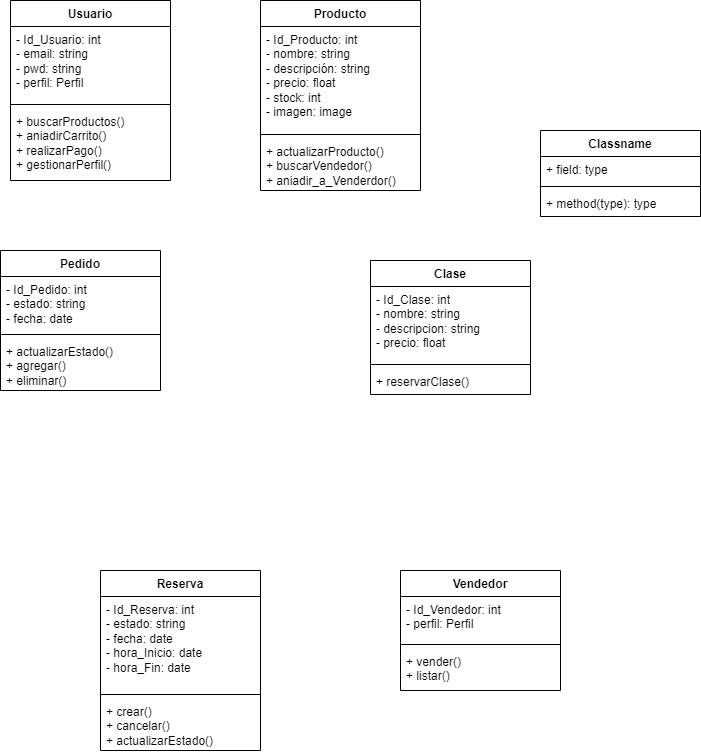 Usuario
- Id_Usuario: int
- email: string
- pwd: string
- perfil: Perfil
+ buscarProductos()
+ aniadirCarrito()
+ realizarPago()
+ gestionarPerfil()
Producto
- Id_Producto: int
- nombre: string
- descripción: string
- precio: float
- stock: int
- imagen: image
+ actualizarProducto()
+ buscarVendedor()
+ aniadir_a_Venderdor()
Classname
+ field: type
+ method(type): type
Pedido
- Id_Pedido: int
- estado: string
- fecha: date
+ actualizarEstado()
+ agregar()
+ eliminar()
Clase
- Id_Clase: int
- nombre: string
- descripcion: string
- precio: float
+ reservarClase()
Reserva
- Id_Reserva: int
- estado: string
- fecha: date
- hora_Inicio: date
- hora_Fin: date
+ crear()
+ cancelar()
+ actualizarEstado()
Vendedor
- Id_Vendedor: int
- perfil: Perfil
+ vender()
+ listar()